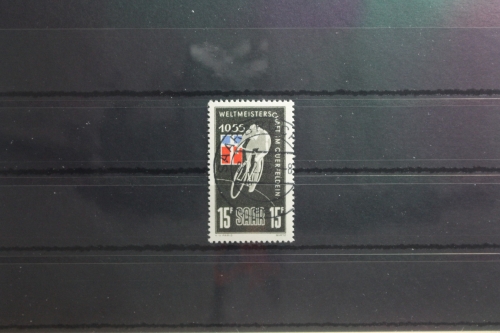 WELTMEISTERSCHAFT IM QUERFELDEIN
1955
15F SAAR 15F